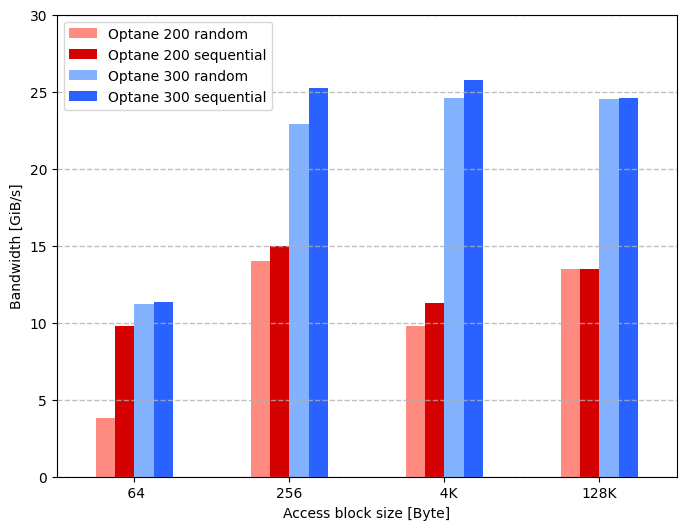 Optane 200 random
Optane 200 sequential
Optane 300 random
Optane 300 sequential
30
25
20
15
10
5
0
Bandwidth [GiB/s]
64 256 4K 128K
Access block size [Byte]